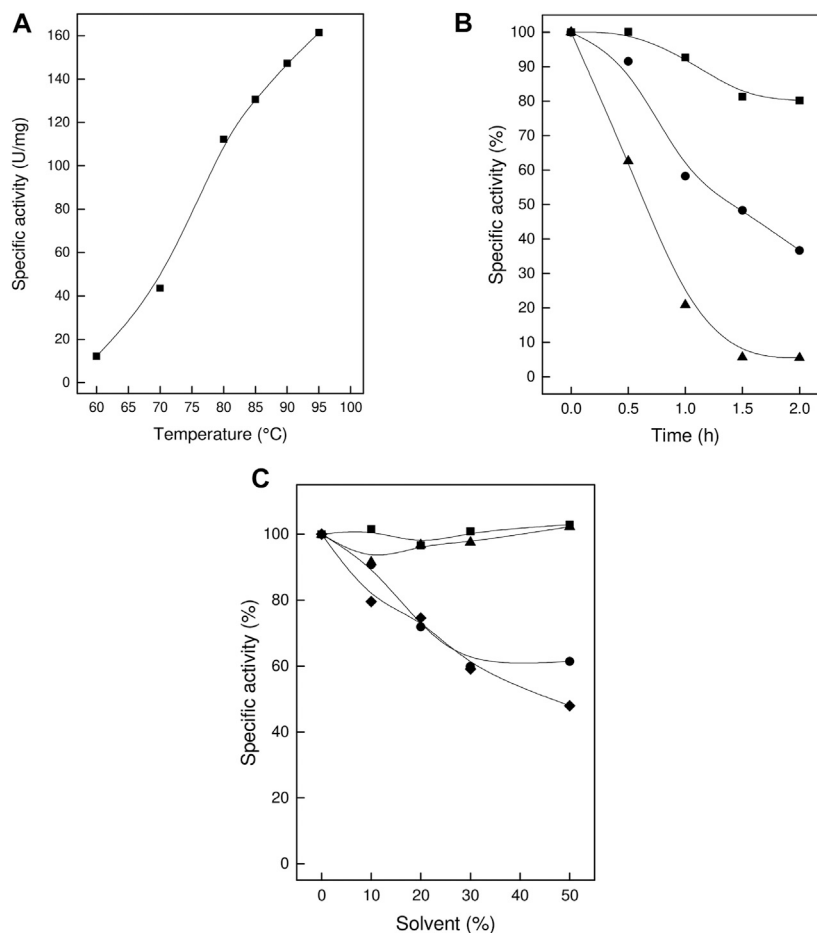 A
160
140
120
100
80
60
40
20
0
60 65 70 75 80 85 90 95 100
Specific activity (U/mg)
Temperature (°C)
B
100
90
80
70
60
50
40
30
20
10
0
0.0 0.5 1.0 1.5 2.0
Specific activity (%)
Time (h)
C
100
80
60
40
20
0
0 10 20 30 40 50
Specific activity (%)
Solvent (%)